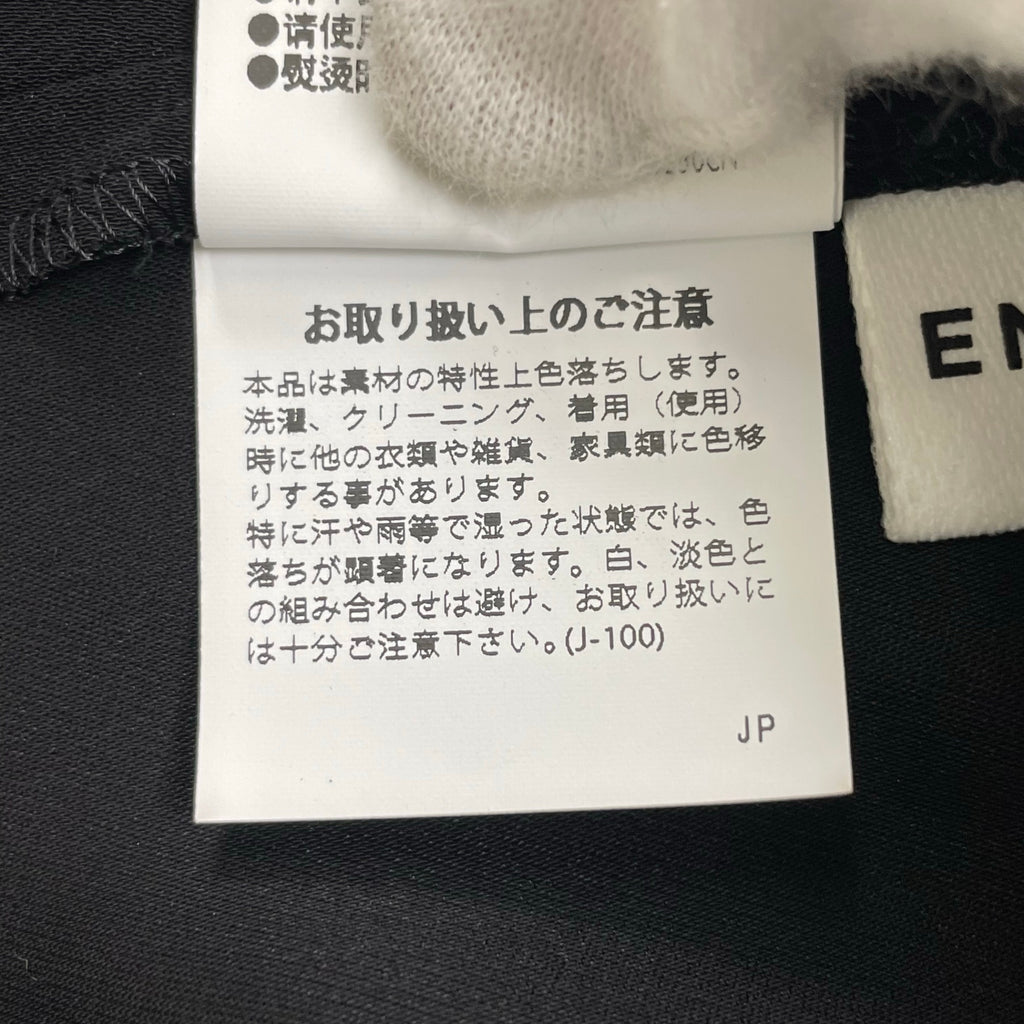 ●请使用
●熨烫时
お取り扱い上のご注意
本品は素材の特性上色落ちします。
洗濯、クリーニング、着用（使用）
時に他の衣類や雑貨、家具類に色移
りする事があります。
特に汗や雨等で湿った状態では、色
落ちが顕著になります。白、淡色と
の組み合わせは避け、お取り扱いに
は十分ご注意下さい。(J-100)
JP
EN